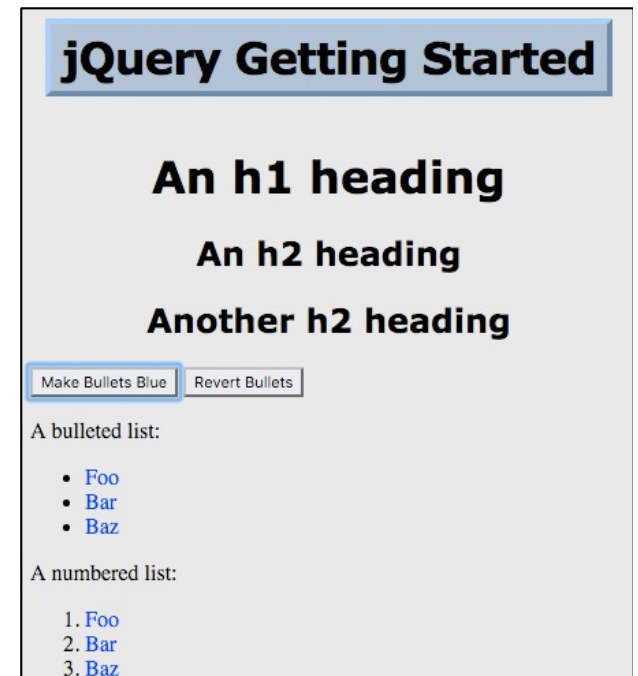 jQuery Getting Started
An h1 heading
An h2 heading
Another h2 heading
Make Bullets Blue Revert Bullets
A bulleted list:
• Foo
• Bar
• Baz
A numbered list:
1. Foo
2. Bar
3. Baz